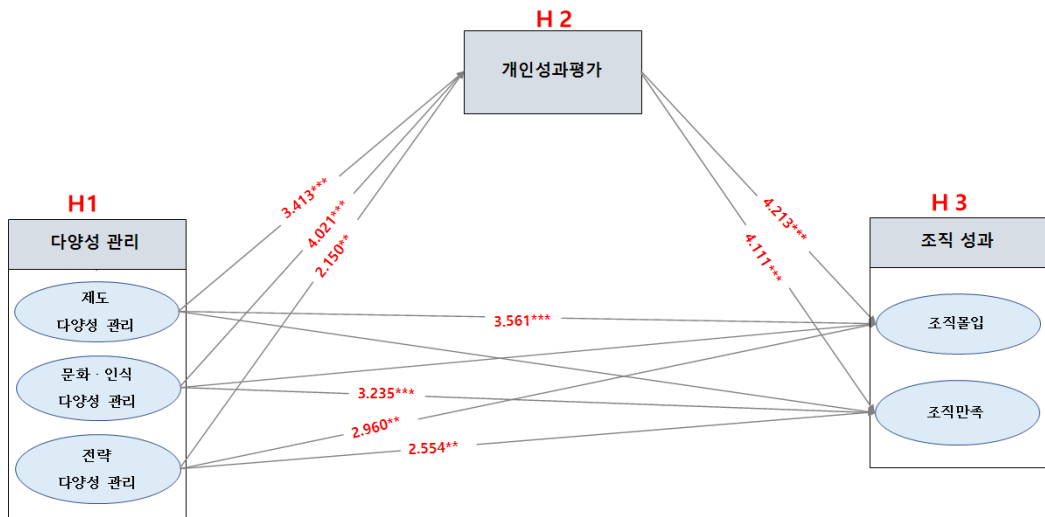 H 2
개인성과평가
H1
다양성 관리
제도
다양성 관리
문화·인식
다양성 관리
전략
다양성 관리
3.413***
4.021***
2.150**
4.213***
4.111***
3.561***
3.235***
2.960**
2.554**
H 3
조직 성과
조직몰입
조직만족